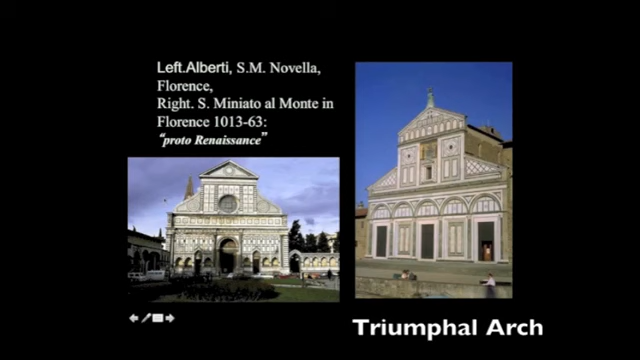 Left.Alberti, S.M. Novella,
Florence,
Right. S. Miniato al Monte in
Florence 1013-63:
“proto Renaissance”
Triumphal Arch